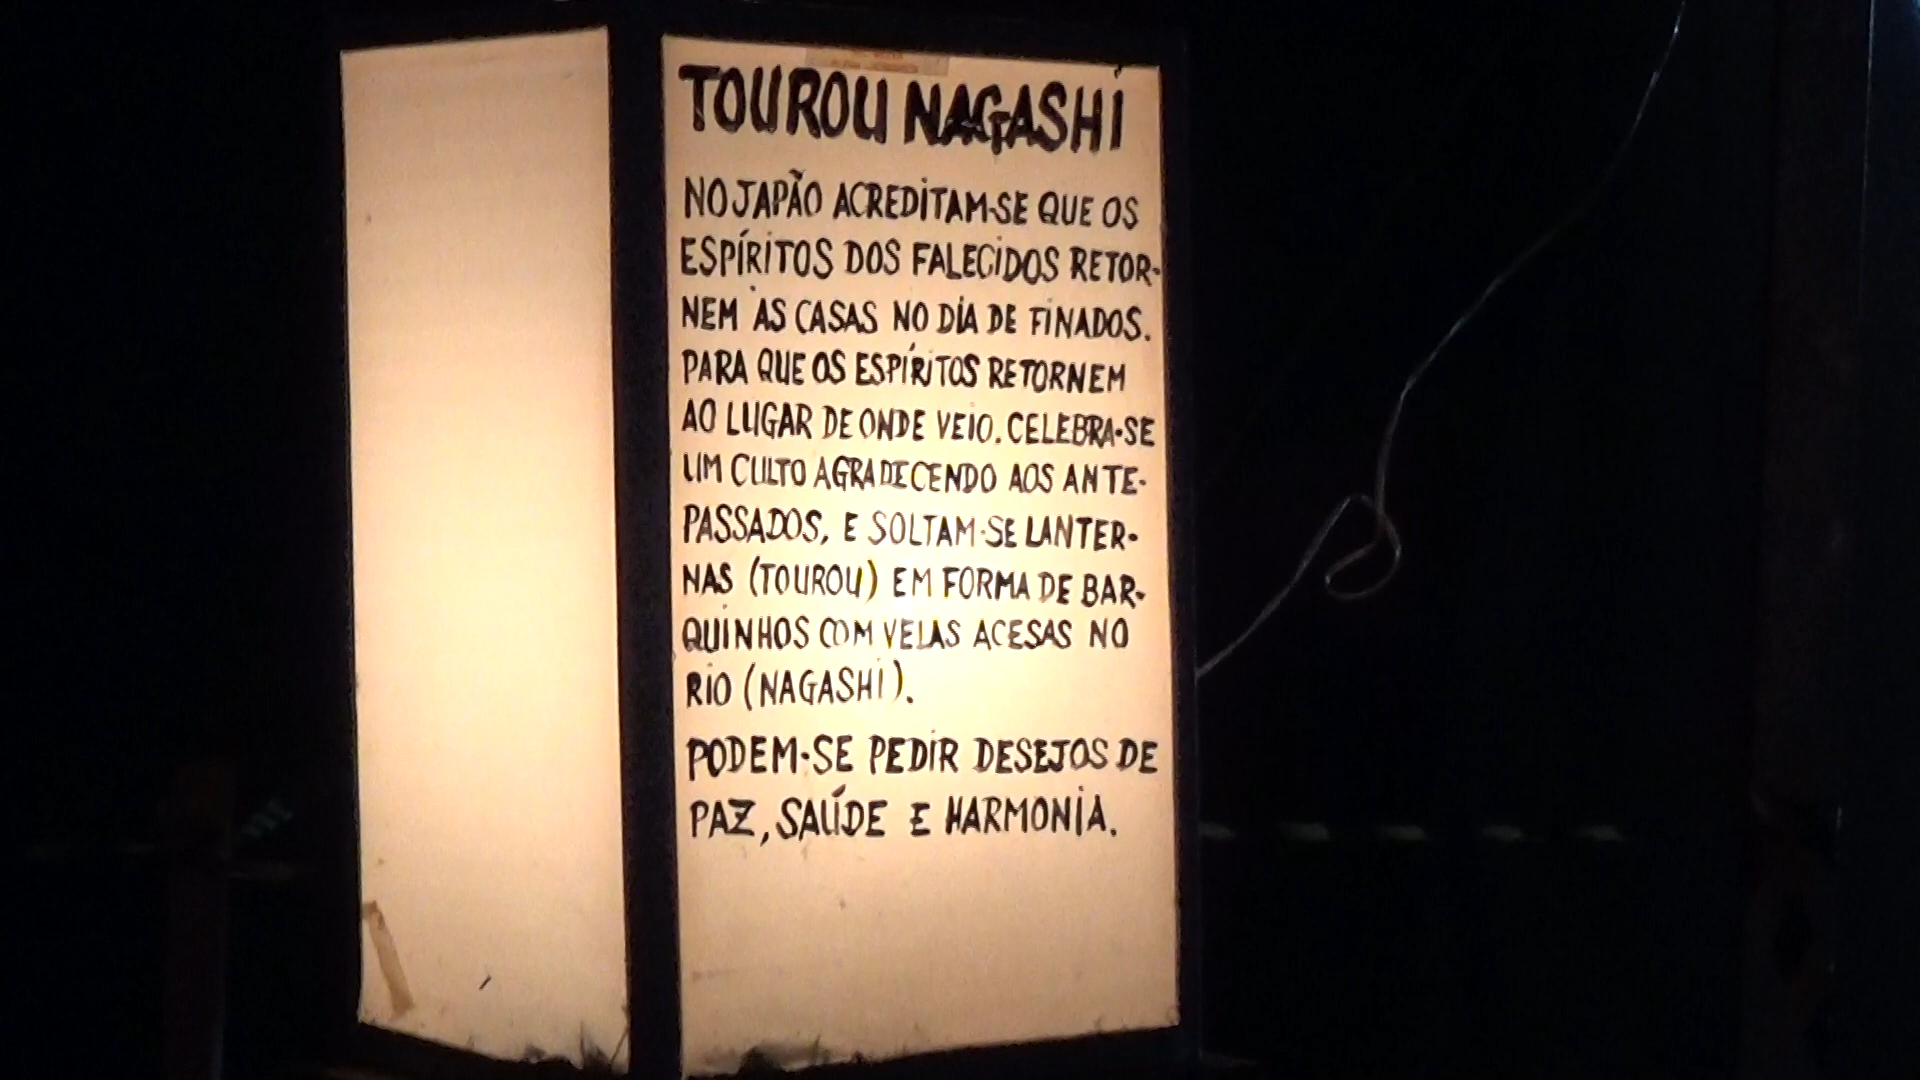 TOUROU NAGASHI
NO JAPÃO ACREDITAM-SE QUE OS
ESPÍRITOS DOS FALECIDOS RETOR-
NEM ÀS CASAS NO DIA DE FINADOS.
PARA QUE OS ESPÍRITOS RETORNEM
AO LUGAR DE ONDE VEIO. CELEBRA-SE
UM CULTO AGRADECENDO AOS ANTE-
PASSADOS, E SOLTAM-SE LANTER-
NAS (TOUROU) EM FORMA DE BAR-
QUINHOS COM VELAS ACESAS NO
RIO (NAGASHI).
PODEM-SE PEDIR DESEJOS DE
PAZ, SAÚDE E HARMONIA.